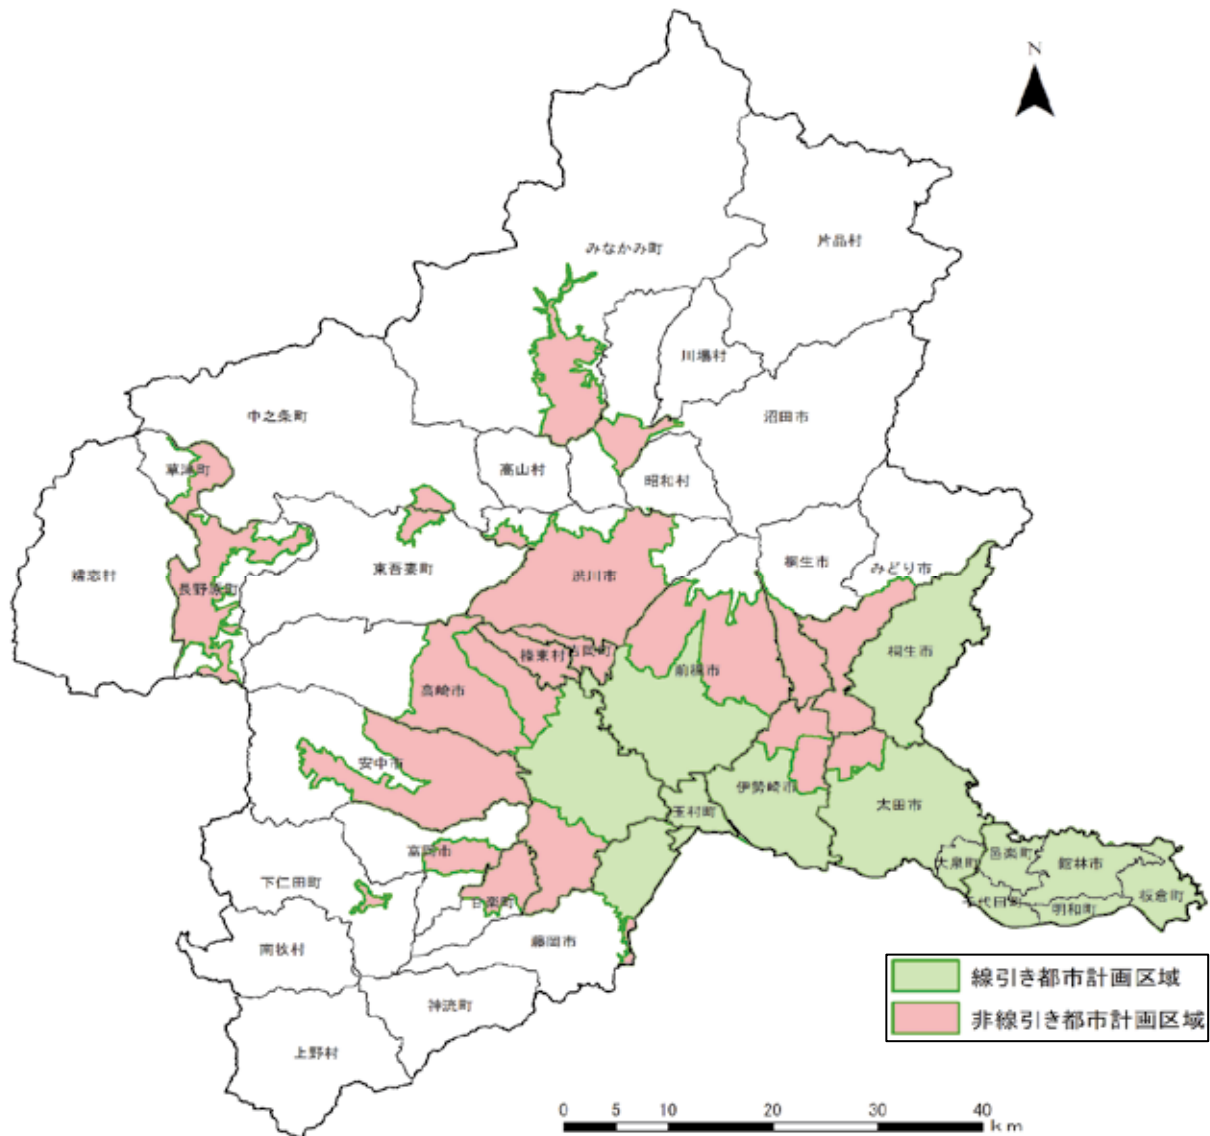 N
みなかみ町
片品村
川場村
中之条町
沼田市
草津町
高山村
昭和村
嬬恋村
東吾妻町
渋川市
桐生市
みどり市
長野原町
榛東村
吉岡町
前橋市
桐生市
高崎市
安中市
伊勢崎市
玉村町
太田市
富岡市
大泉町
邑楽町
館林市
下仁田町
甘楽町
千代田町
明和町
板倉町
南牧村
藤岡市
神流町
上野村
線引き都市計画区域
非線引き都市計画区域
0 5 10 20 30 40
km